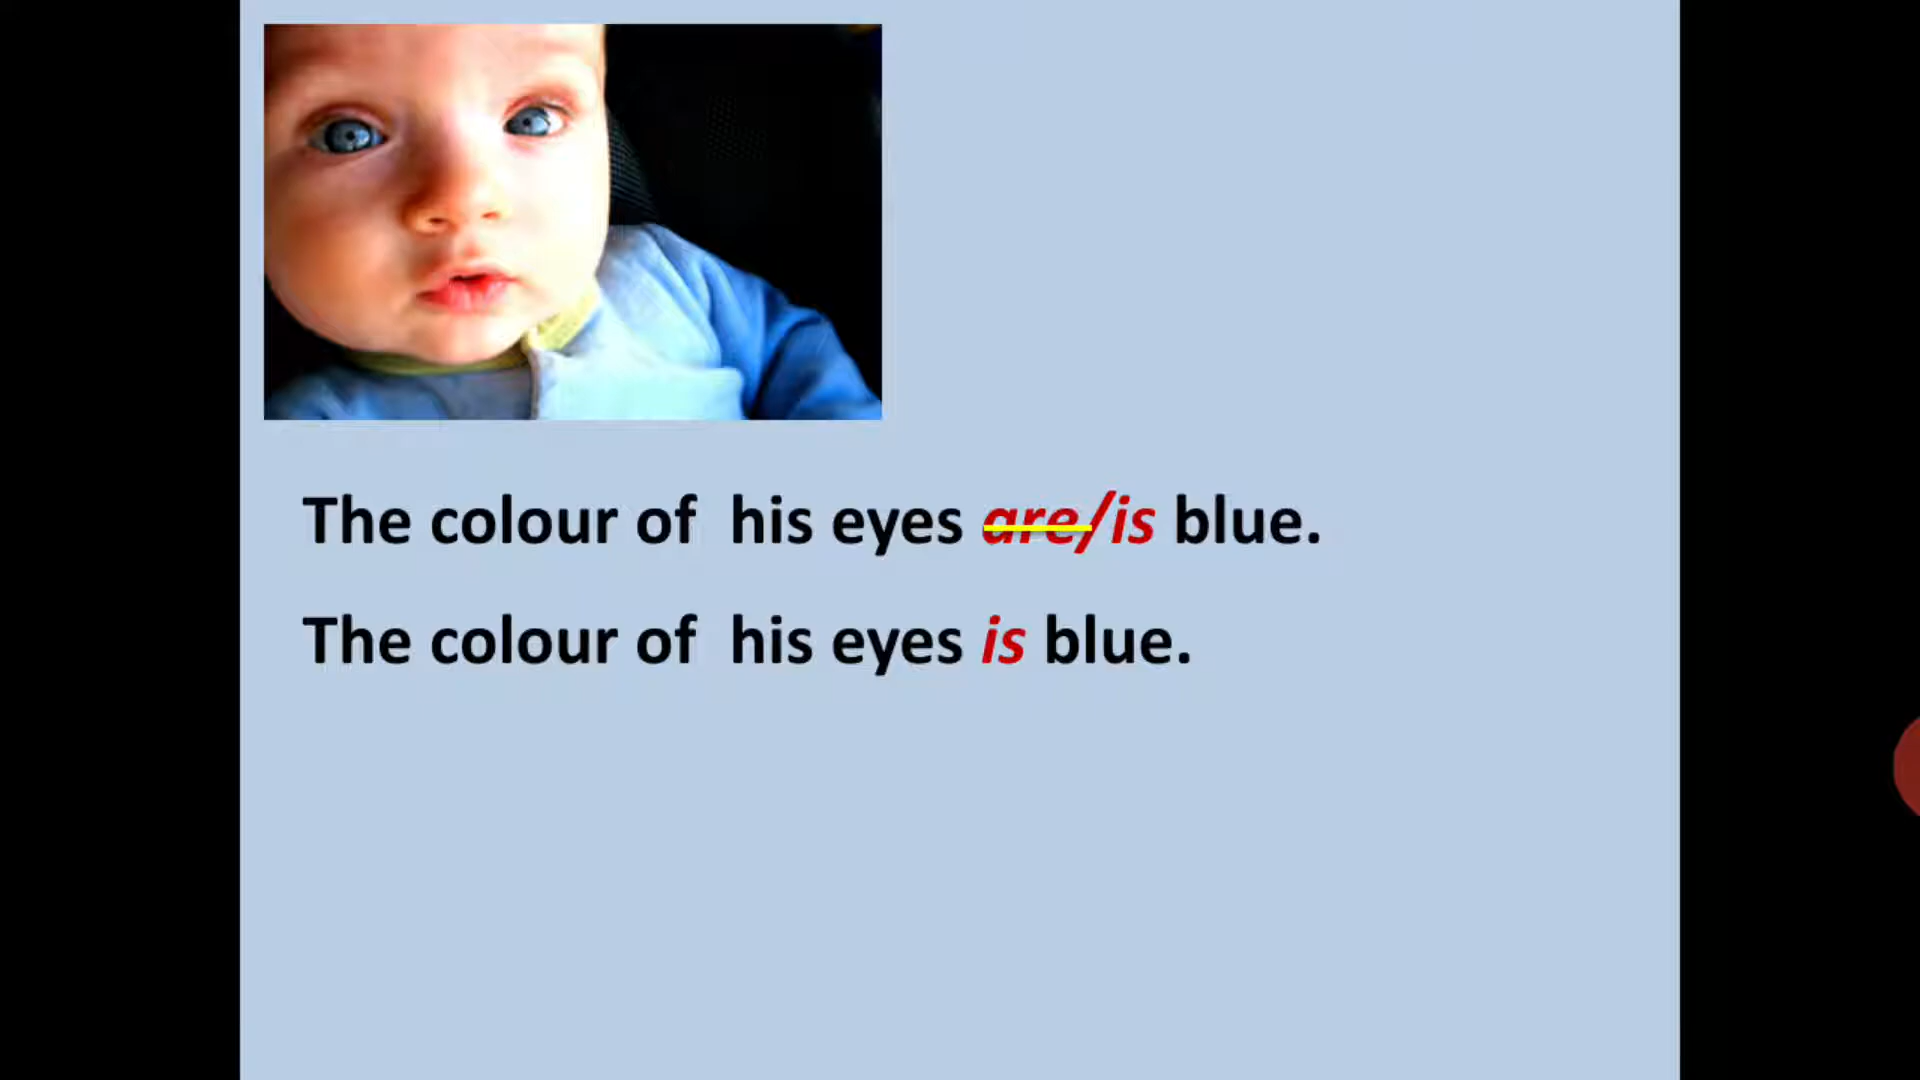 The colour of his eyes are/is blue.
The colour of his eyes is blue.